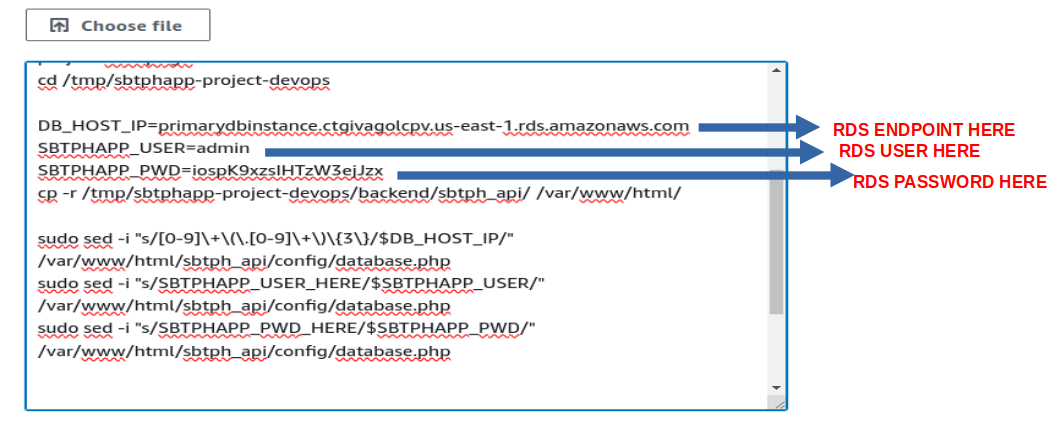 Choose file
cd /tmp/sbtphapp-project-devops
DB_HOST_IP=primarydbinstance.ctgivagolcpv.us-east-1.rds.amazonaws.com
RDS ENDPOINT HERE
SBTPHAPP_USER=admin
RDS USER HERE
SBTPHAPP_PWD=iospK9xzsIHTzW3ejJzx
RDS PASSWORD HERE
cp -r /tmp/sbtphapp-project-devops/backend/sbtph_api/ /var/www/html/
sudo sed -i "s/[0-9]\+\(\.[0-9]\+\)\{3\}/$DB_HOST_IP/"
/var/www/html/sbtph_api/config/database.php
sudo sed -i "s/SBTPHAPP_USER_HERE/$SBTPHAPP_USER/"
/var/www/html/sbtph_api/config/database.php
sudo sed -i "s/SBTPHAPP_PWD_HERE/$SBTPHAPP_PWD/"
/var/www/html/sbtph_api/config/database.php